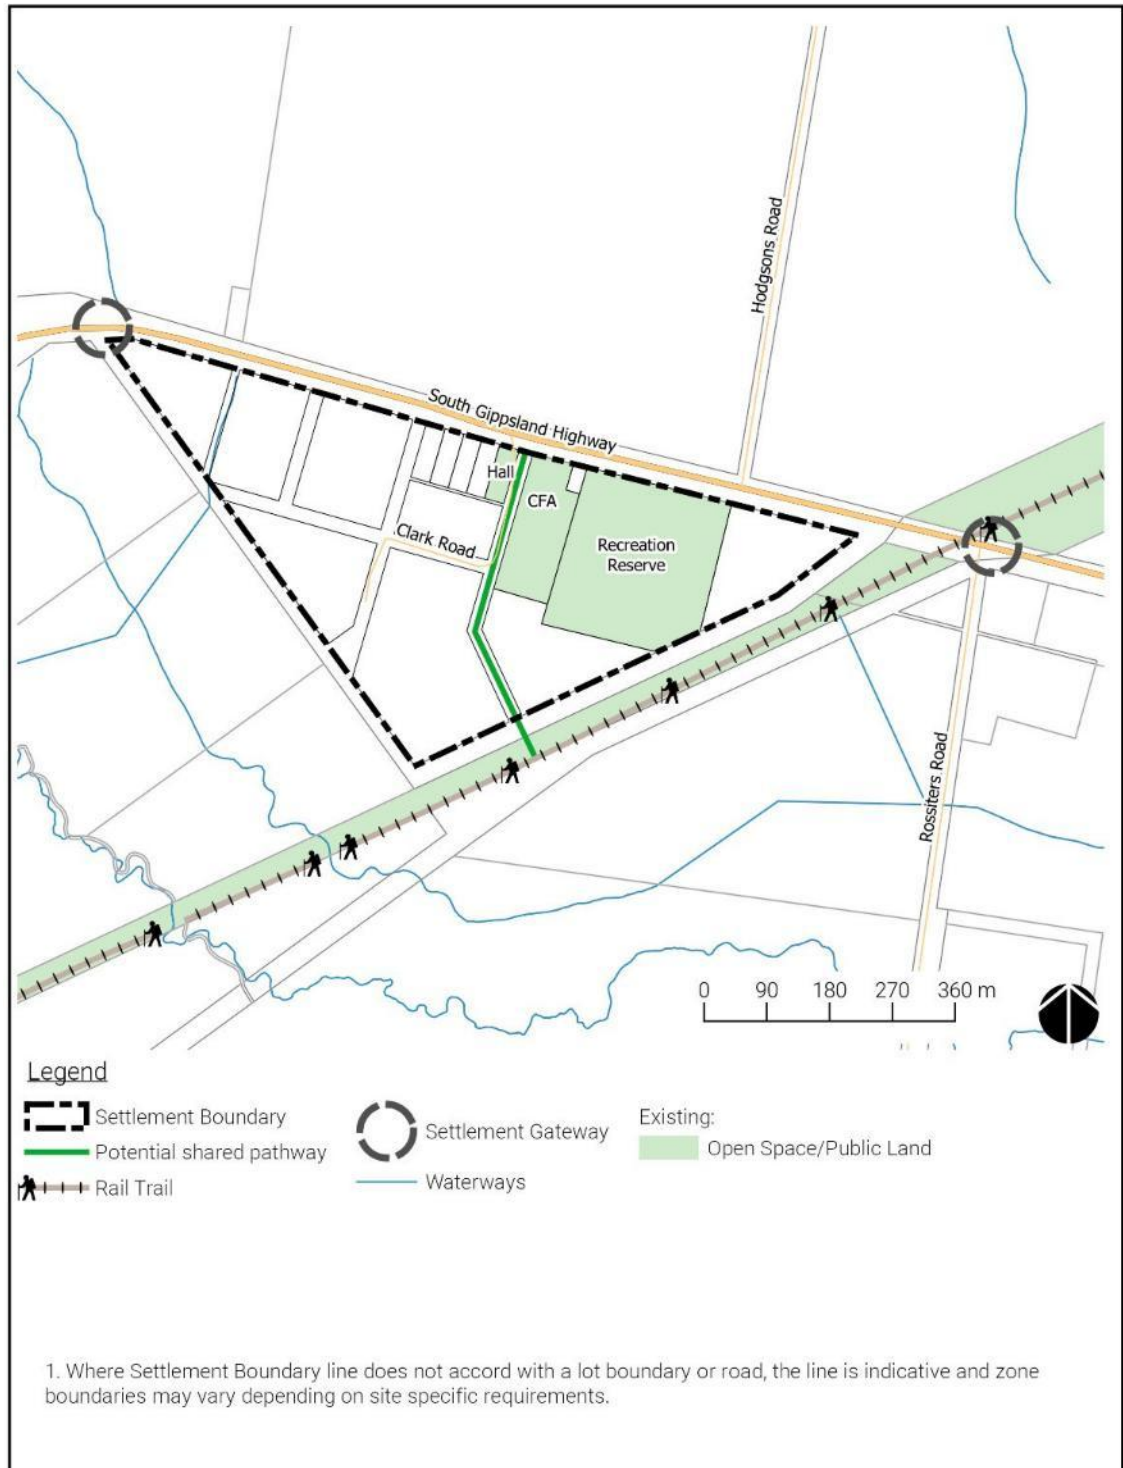 Hodgsons Road
South Gippsland Highway
Hall
CFA
Clark Road
Recreation
Reserve
Rossiters Road
0 90 180 270 360 m
Legend
Settlement Boundary
Potential shared pathway
Rail Trail
Settlement Gateway
Waterways
Existing:
Open Space/Public Land
1. Where Settlement Boundary line does not accord with a lot boundary or road, the line is indicative and zone
boundaries may vary depending on site specific requirements.